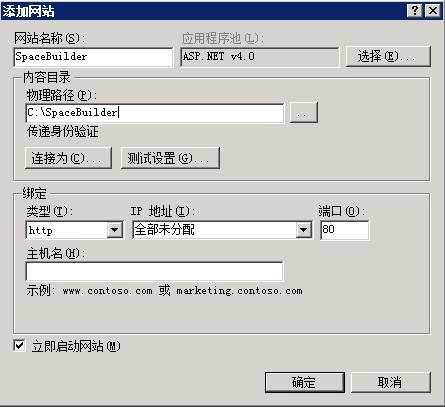 添加网站
网站名称(S):
应用程序池(L):
SpaceBuilder
ASP.NET v4.0
选择(E)...
内容目录
物理路径(P):
C:\SpaceBuilder
..
传递身份验证
连接为(C)...
测试设置(G)...
绑定
类型(T):
IP 地址(I):
端口(O):
http
全部未分配
80
主机名(H):
示例: www.contoso.com 或 marketing.contoso.com
立即启动网站(M)
确定
取消